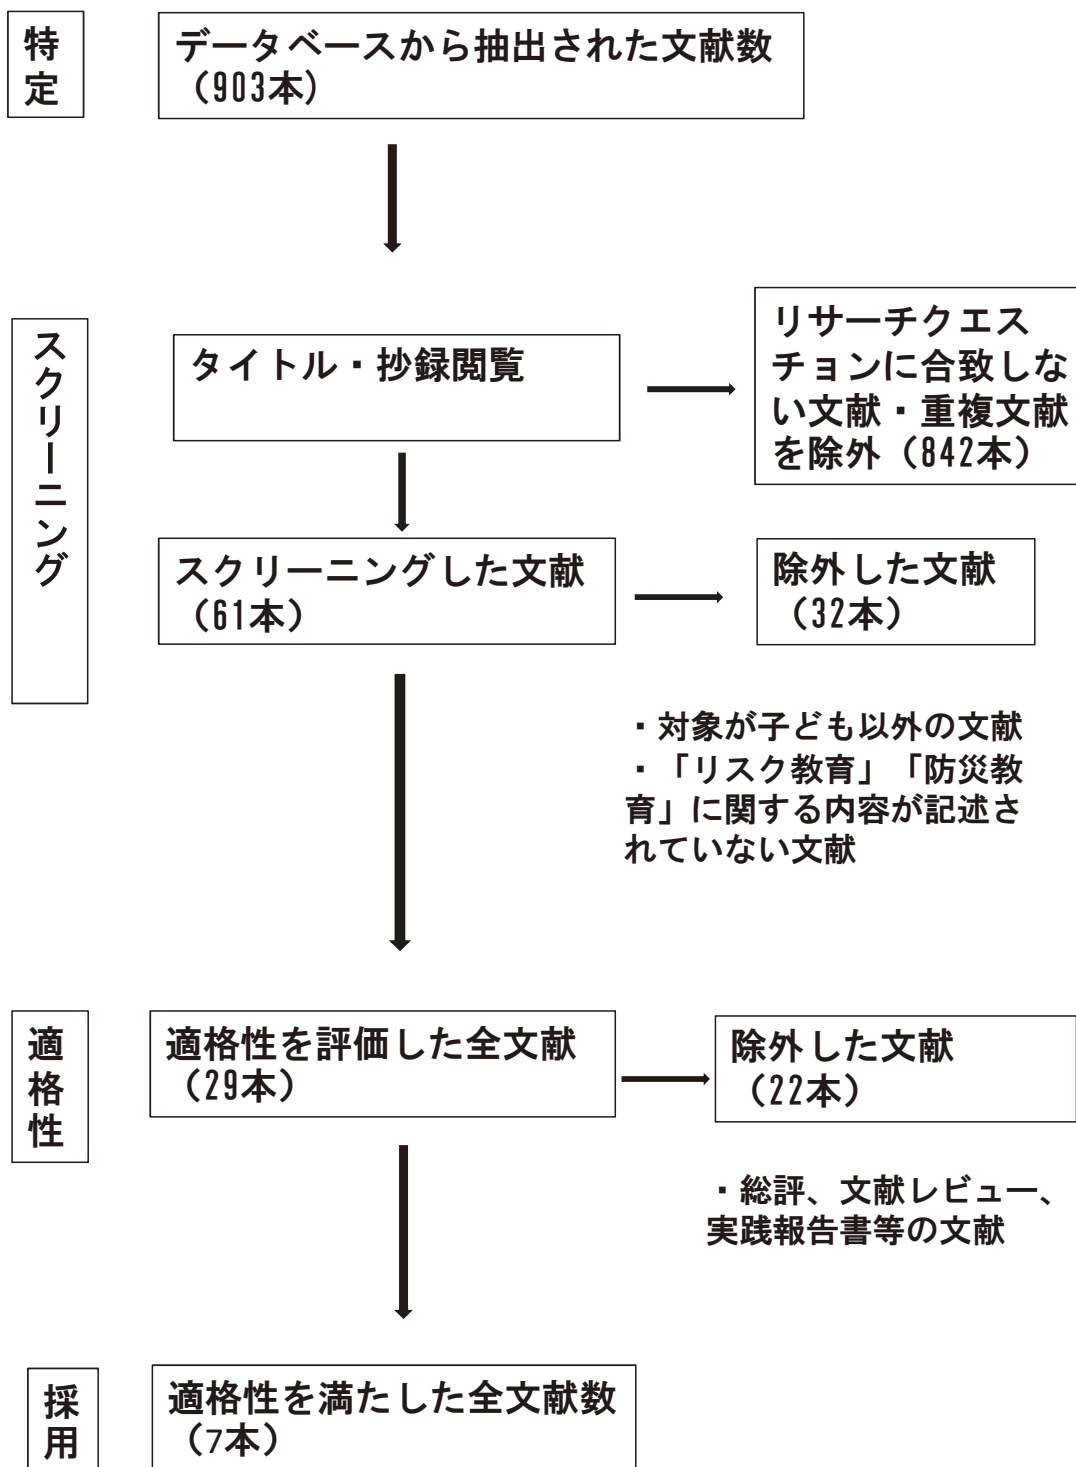 特定
データベースから抽出された文献数
（903本）
スクリーニング
タイトル・抄録閲覧
リサーチクエス
チョンに合致しな
い文献・重複文献
を除外（842本）
スクリーニングした文献
（61本）
除外した文献
（32本）
・対象が子ども以外の文献
・「リスク教育」「防災教
育」に関する内容が記述さ
れていない文献
適格性
適格性を評価した全文献
（29本）
除外した文献
（22本）
・総評、文献レビュー、
実践報告書等の文献
採用
適格性を満たした全文献数
（7本）